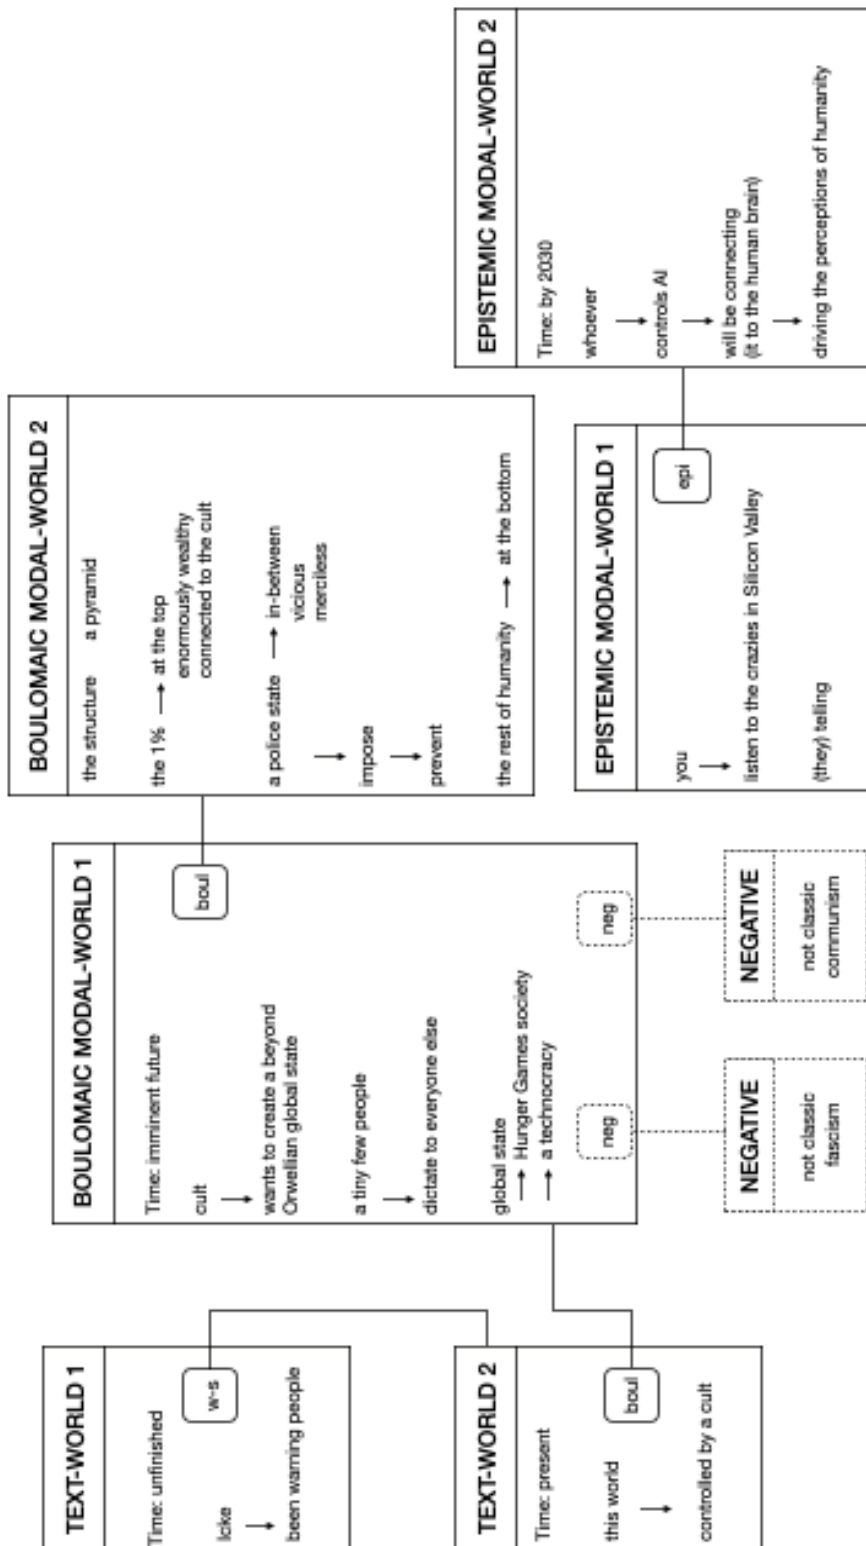 TEXT-WORLD 1
Time: unfinished
w-s
Icke
been warning people
TEXT-WORLD 2
Time: present
boul
this world
controlled by a cult
BOULOMAIC MODAL-WORLD 1
Time: imminent future
boul
cult
wants to create a beyond
Orwellian global state
a tiny few people
dictate to everyone else
global state
Hunger Games society
a technocracy
neg
neg
NEGATIVE
not classic
fascism
NEGATIVE
not classic
communism
BOULOMAIC MODAL-WORLD 2
the structure a pyramid
the 1% → at the top
enormously wealthy
connected to the cult
a police state → in-between
vicious
merciless
impose
prevent
the rest of humanity → at the bottom
EPISTEMIC MODAL-WORLD 1
epi
you
listen to the crazies in Silicon Valley
(they) telling
EPISTEMIC MODAL-WORLD 2
Time: by 2030
whoever
controls AI
will be connecting
(it to the human brain)
driving the perceptions of humanity